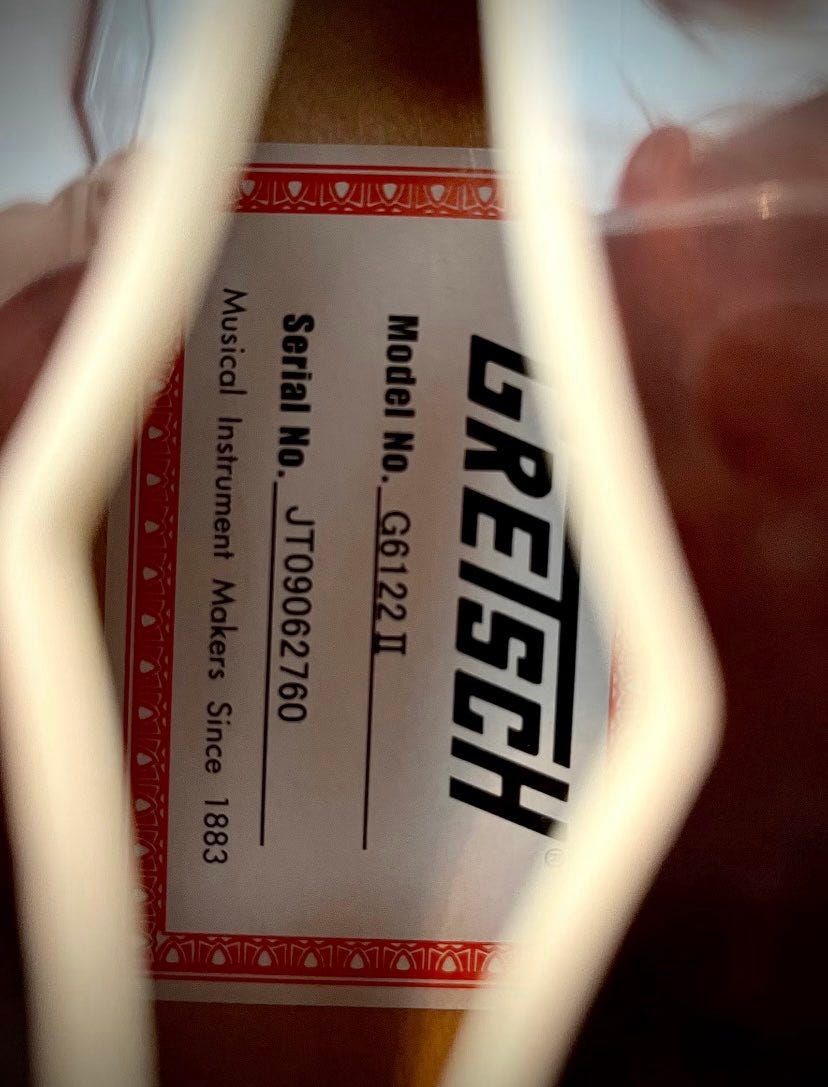 GRETSCH®
Model No. G6122 II
Serial No. JT09062760
Musical Instrument Makers Since 1883